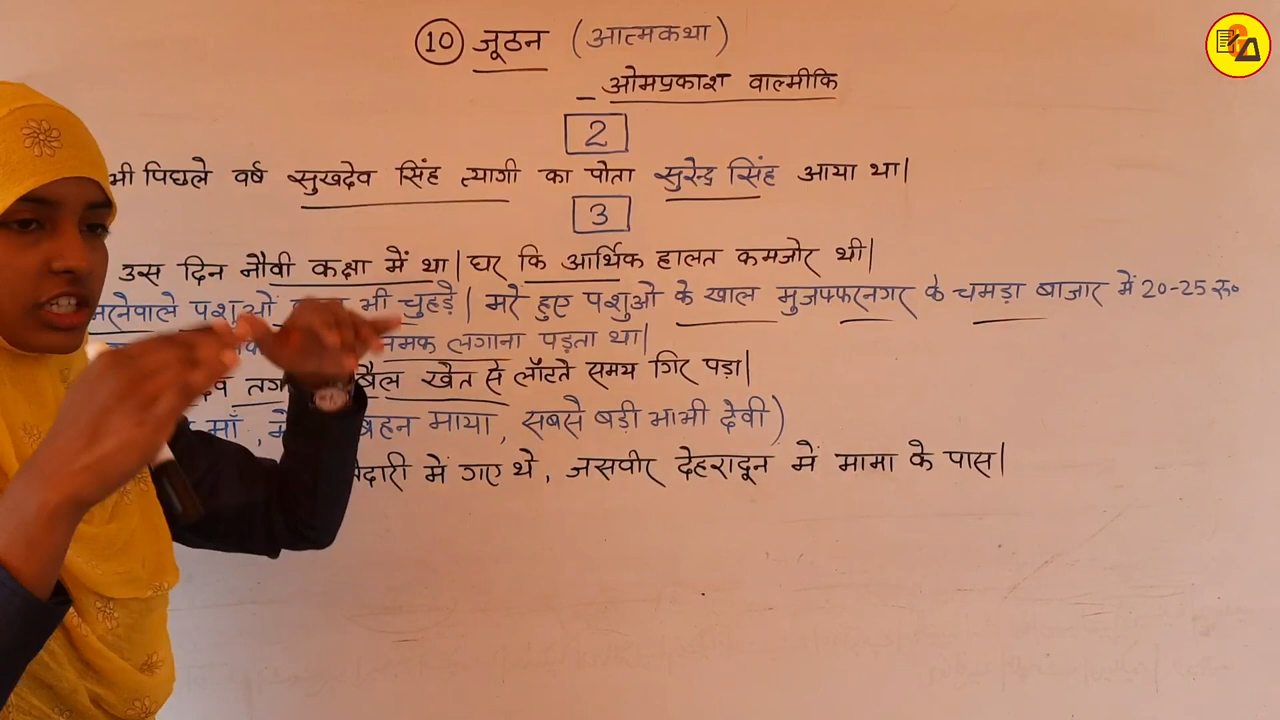 10 जूठन (आत्मकथा)
– ओमप्रकाश वाल्मीकि
2
भी पिछले वर्ष सुखदेव सिंह त्यागी का पोता सुरेन्द्र सिंह आया था|
3
उस दिन नौवी कक्षा में था| घर कि आर्थिक हालत कमजोर थी|
मरनेवाले पशुओं भी चुहड़े| मरे हुए पशुओ के खाल मुजफ्फरनगर के चमड़ा बाजार में 20-25 रू॰
नमक लगाना पड़ता था|
बैल खेत से लौटते समय गिर पड़ा|
माँ, बहन माया, सबसे बड़ी भाभी देवी)
में गए थे, जसवीर देहरादून में मामा के पास|